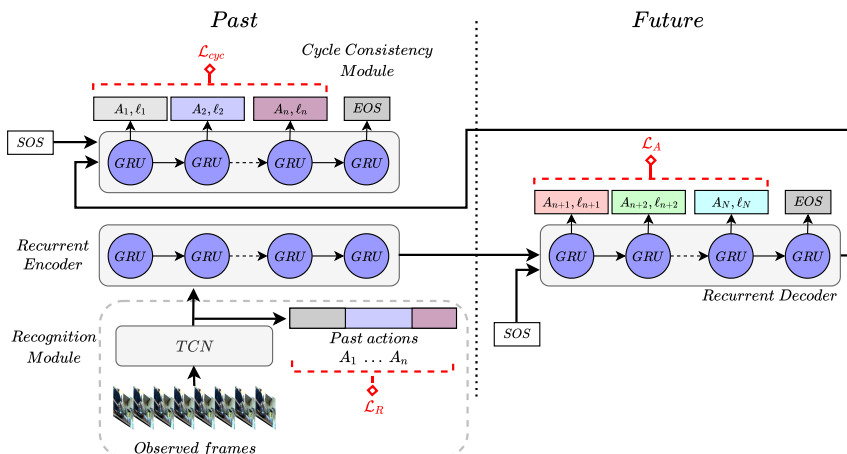 Past
Future
ℒ_cyc
Cycle Consistency
Module
A_1, ℓ_1
A_2, ℓ_2
A_n, ℓ_n
EOS
SOS
GRU
GRU
GRU
GRU
ℒ_A
A_{n+1}, ℓ_{n+1}
A_{n+2}, ℓ_{n+2}
A_N, ℓ_N
EOS
Recurrent
Encoder
GRU
GRU
GRU
GRU
GRU
GRU
GRU
GRU
Recurrent Decoder
SOS
Recognition
Module
TCN
Past actions
A_1 ... A_n
ℒ_R
Observed frames